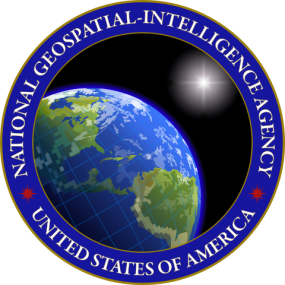 NATIONAL GEOSPATIAL-INTELLIGENCE AGENCY
UNITED STATES OF AMERICA